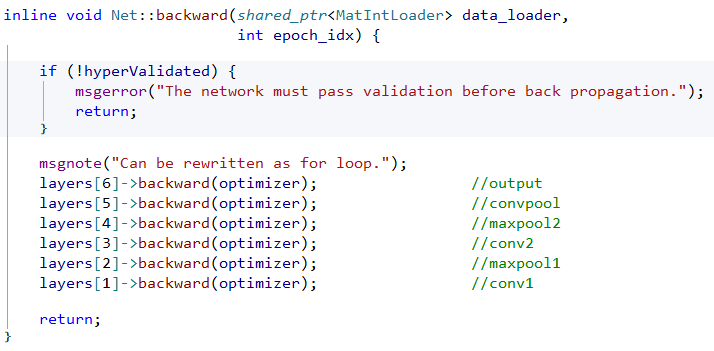 inline void Net::backward(shared_ptr<MatIntLoader> data_loader,
                          int epoch_idx) {
    if (!hyperValidated) {
        msgerror("The network must pass validation before back propagation.");
        return;
    }
    msgnote("Can be rewritten as for loop.");
    layers[6]->backward(optimizer);                 //output
    layers[5]->backward(optimizer);                 //convpool
    layers[4]->backward(optimizer);                 //maxpool2
    layers[3]->backward(optimizer);                 //conv2
    layers[2]->backward(optimizer);                 //maxpool1
    layers[1]->backward(optimizer);                 //conv1
    return;
}